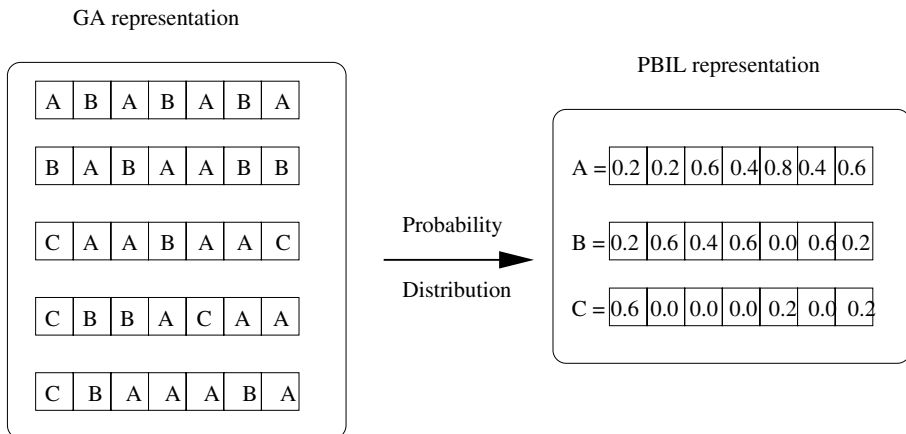 GA representation
A B A B A B A
B A B A A B B
C A A B A A C
C B B A C A A
C B A A A B A
Probability
Distribution
PBIL representation
A = 0.2 0.2 0.6 0.4 0.8 0.4 0.6
B = 0.2 0.6 0.4 0.6 0.0 0.6 0.2
C = 0.6 0.0 0.0 0.0 0.2 0.0 0.2